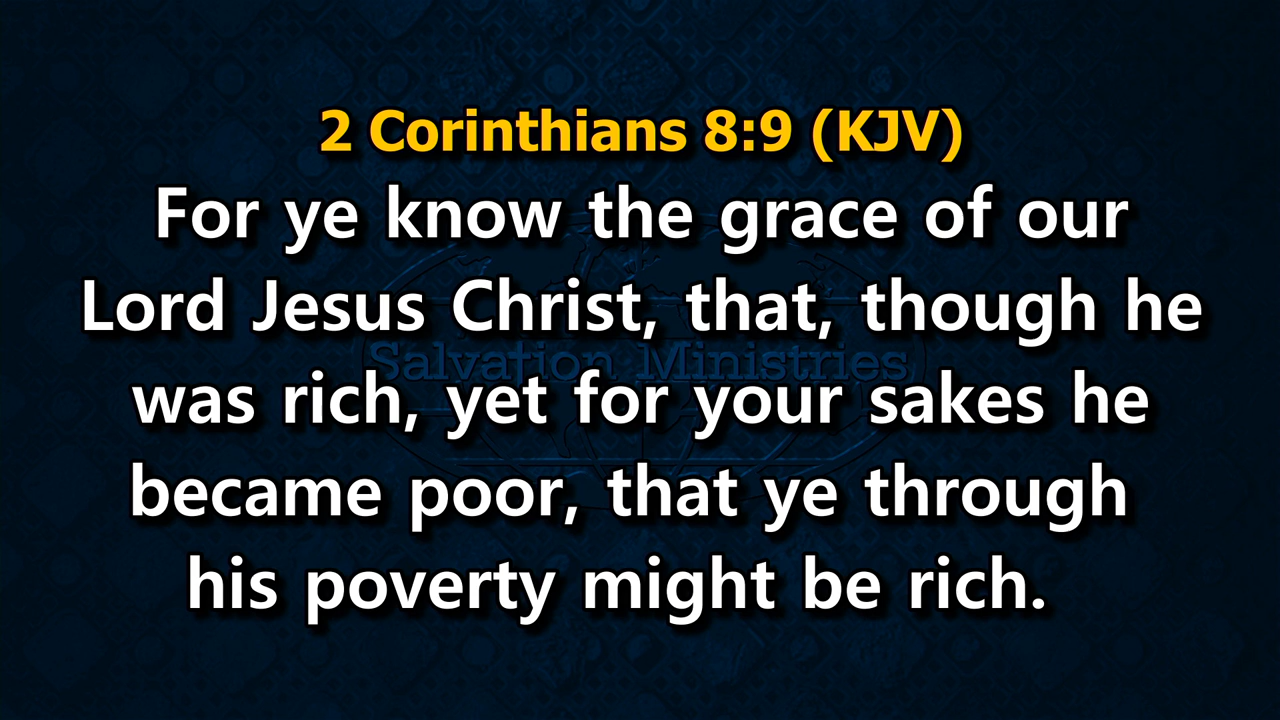 2 Corinthians 8:9 (KJV)
For ye know the grace of our
Lord Jesus Christ, that, though he
Salvation Ministries
was rich, yet for your sakes he
became poor, that ye through
his poverty might be rich.